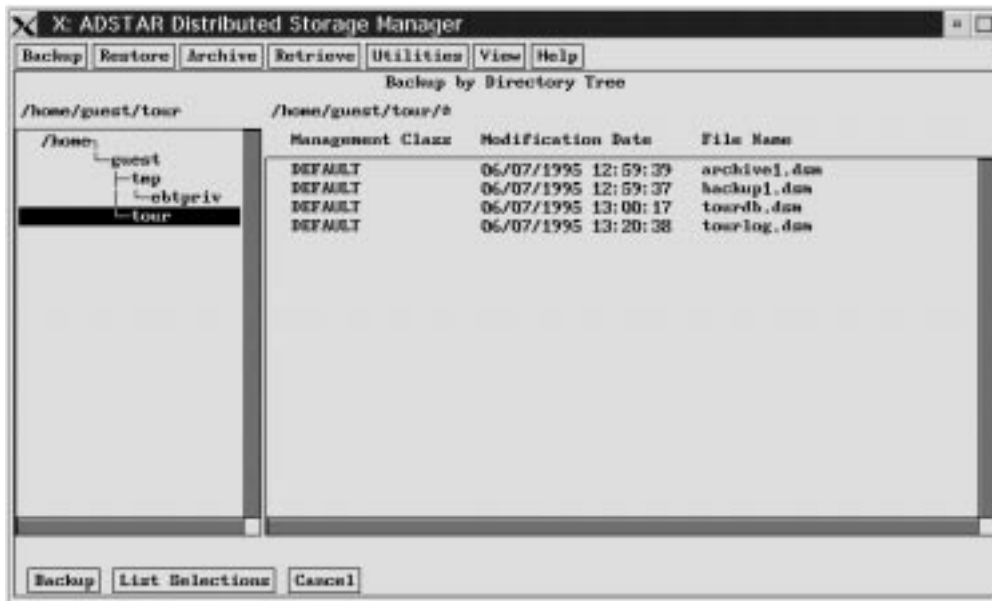 X: ADSTAR Distributed Storage Manager
Backup Restore Archive Retrieve Utilities View Help
Backup by Directory Tree
/home/guest/tour /home/guest/tour/*
Management Class Modification Date File Name
/home
guest
tmp
ebtpriv
tour
DEFAULT 06/07/1995 12:59:39 archive1.dsm
DEFAULT 06/07/1995 12:59:37 backup1.dsm
DEFAULT 06/07/1995 13:00:17 tourdb.dsm
DEFAULT 06/07/1995 13:20:38 tourlog.dsm
Backup List Selections Cancel